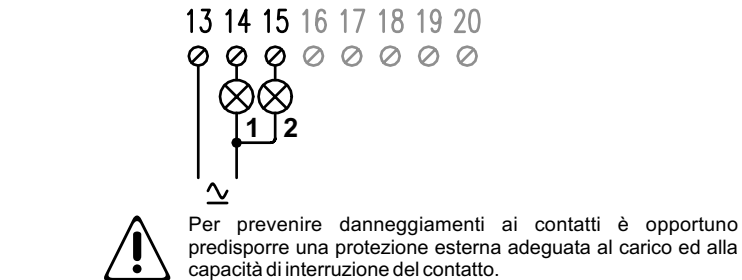 13 14 15 16 17 18 19 20
1 2
Per prevenire danneggiamenti ai contatti è opportuno
predisporre una protezione esterna adeguata al carico ed alla
capacità di interruzione del contatto.